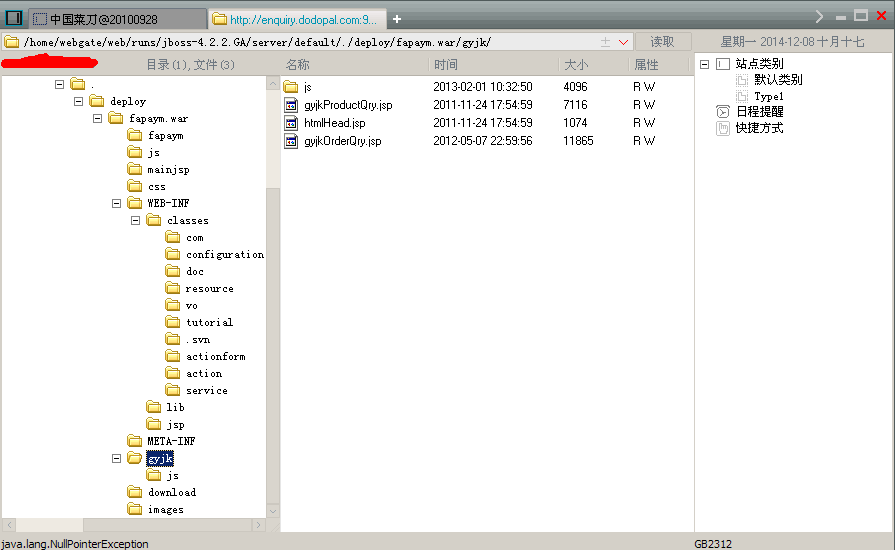 中国菜刀@20100928
http://enquiry.dodopal.com:9...
/home/webgate/web/runs/jboss-4.2.2.GA/server/default/./deploy/fapaym.war/gyjk/
读取
星期一 2014-12-08 十月十七
目录(1),文件(3)
名称 时间 大小 属性
.
deploy
fapaym.war
fapaym
js
mainjsp
css
WEB-INF
classes
com
configuration
doc
resource
vo
tutorial
.svn
actionform
action
service
lib
jsp
META-INF
gyjk
js
download
images
js 2013-02-01 10:32:50 4096 R W
gyjkProductQry.jsp 2011-11-24 17:54:59 7116 R W
htmlHead.jsp 2011-11-24 17:54:59 1074 R W
gyjkOrderQry.jsp 2012-05-07 22:59:56 11865 R W
站点类别
默认类别
Type1
日程提醒
快捷方式
java.lang.NullPointerException
GB2312